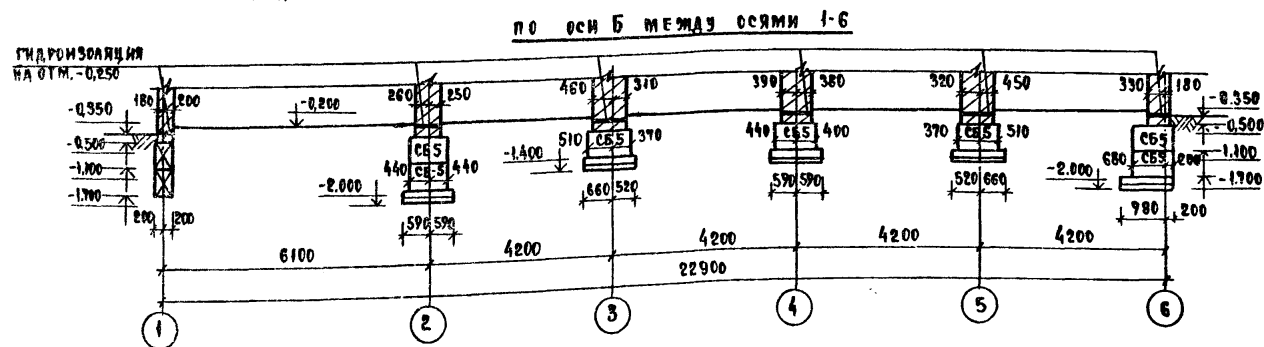 ПО ОСИ Б МЕЖДУ ОСЯМИ 1-6
ГИДРОИЗОЛЯЦИЯ
НА ОТМ. -0,250
180 200 260 250 460 310 390 380 320 450 330 180
-0,350 -0,200 -0.350
-0,500 -0,500
-1,100 -1,100
-1,700 -1,700
510 СБ5 370 440 СБ5 400 370 СБ5 510
СБ5 СБ5
440 СБ-5 440 680 СБ5 200
-1.400
-2.000 -2.000
200 200 590 590 660 520 590 590 520 660 980 200
6100 4200 4200 4200 4200
22900
1 2 3 4 5 6